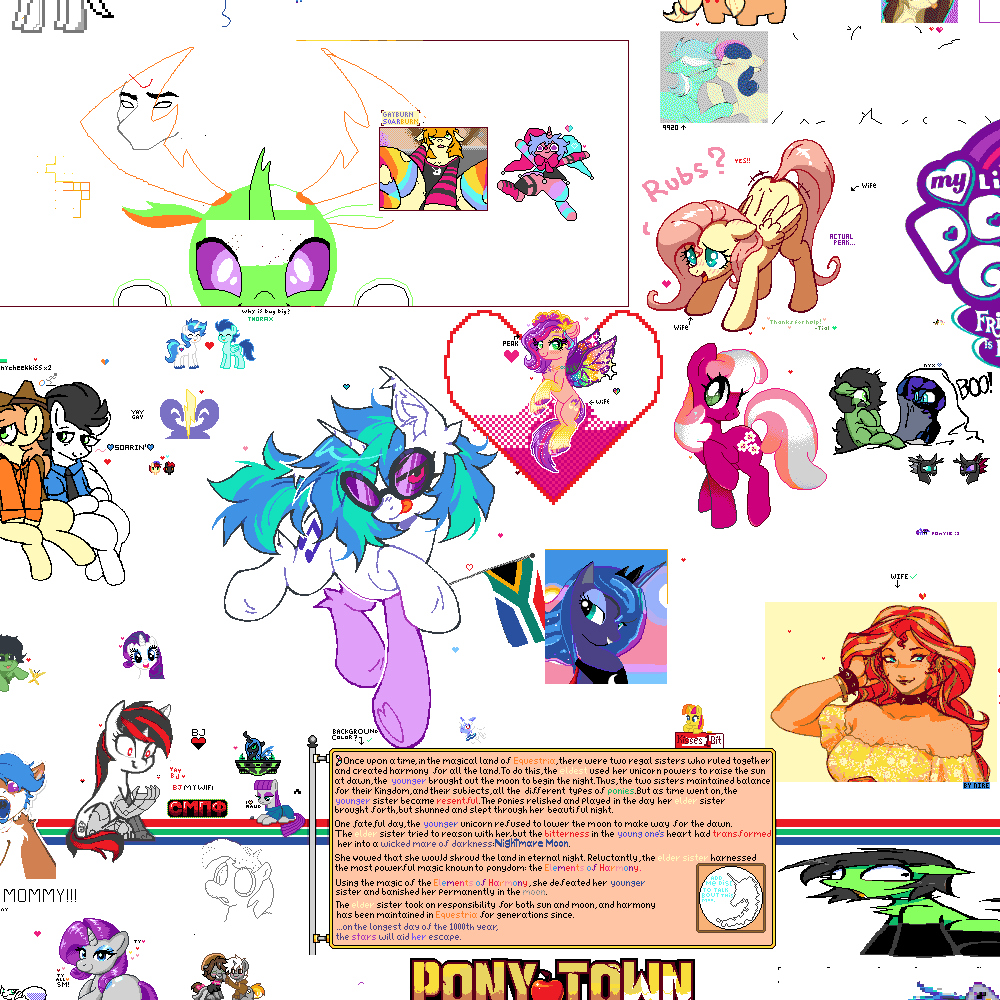 GAYBURN
SOARBURN
9920 ↑
Rubs?
YES!!
Wife
ACTUAL
PEAK...
my Li
Wife
"Thanks for help!"
Why is bug big?
THORAX
PEAK
WIFE
BOO!
YAY
GAY
SOARIN'
WIFE
BACKGROUND
COLOR?
BJ
Yay
BJ
BJ MY WIFI
BY NIRE
Once upon a time, in the magical land of Equestria, there were two regal sisters who ruled together
and created harmony for all the land. To do this, the elder used her unicorn powers to raise the sun
at dawn, the younger brought out the moon to begin the night. Thus, the two sisters maintained balance
for their Kingdom, and their subjects, all the different types of ponies. But as time went on, the
younger sister became resentful. The Ponies relished and played in the day her elder sister
brought forth, but shunned and slept through her beautiful night.
One fateful day, the younger unicorn refused to lower the moon to make way for the dawn.
The elder sister tried to reason with her, but the bitterness in the young one's heart had transformed
her into a wicked mare of darkness: Nightmare Moon.
She vowed that she would shroud the land in eternal night. Reluctantly, the elder sister harnessed
the most powerful magic known to ponydom: the Elements of Harmony.
Using the magic of the Elements of Harmony, she defeated her younger
sister and banished her permanently in the moon.
The elder sister took on responsibility for both sun and moon, and harmony
has been maintained in Equestria for generations since.
...on the longest day of the 1000th year,
the stars will aid her escape.
MOMMY!!!
PONY TOWN